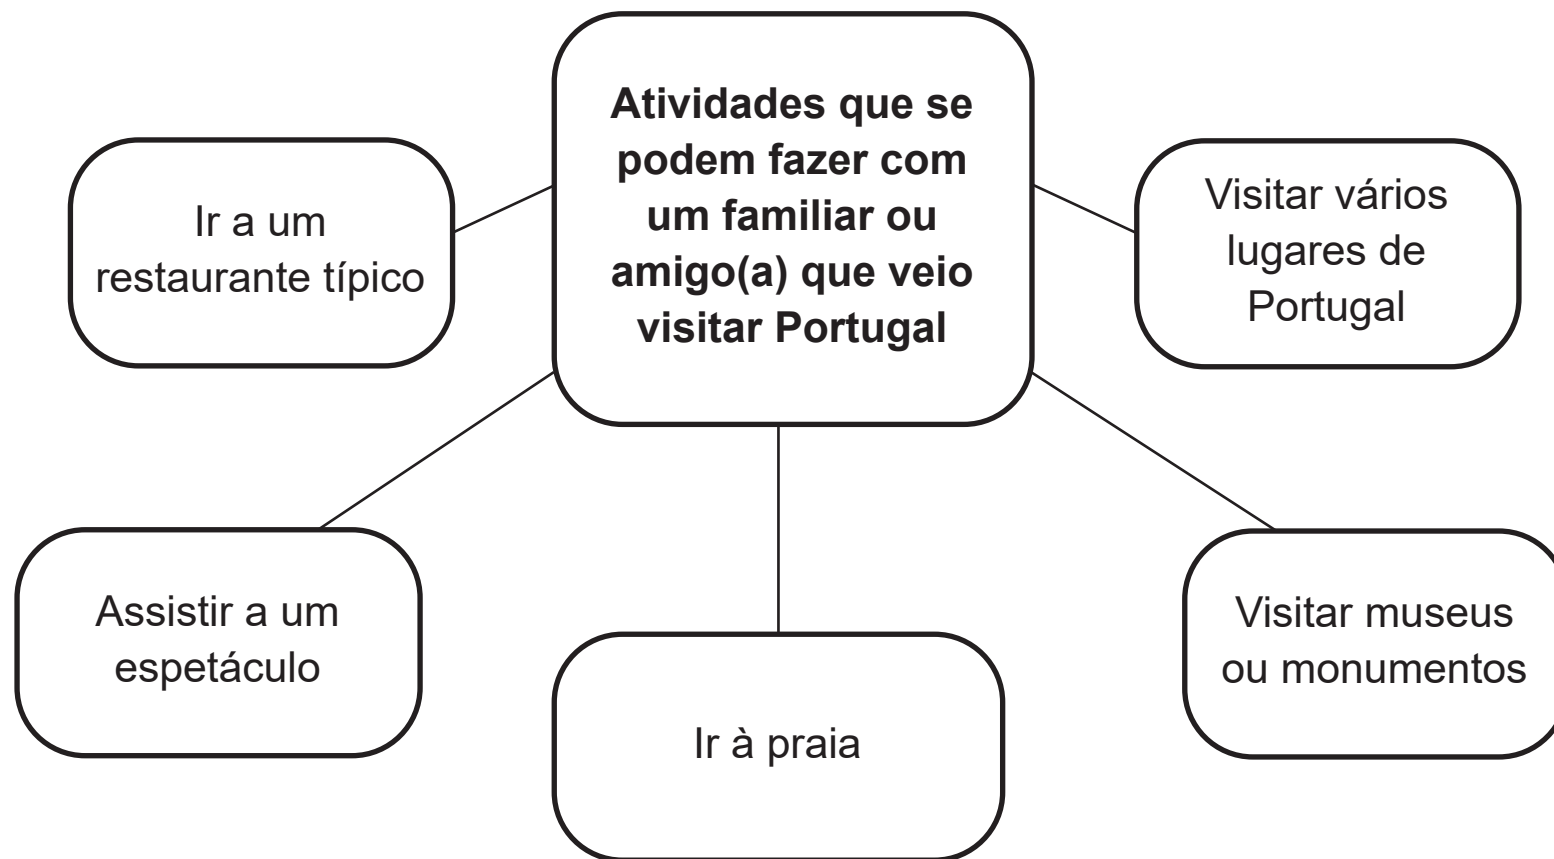 Atividades que se
podem fazer com
um familiar ou
amigo(a) que veio
visitar Portugal
Ir a um
restaurante típico
Visitar vários
lugares de
Portugal
Assistir a um
espetáculo
Ir à praia
Visitar museus
ou monumentos